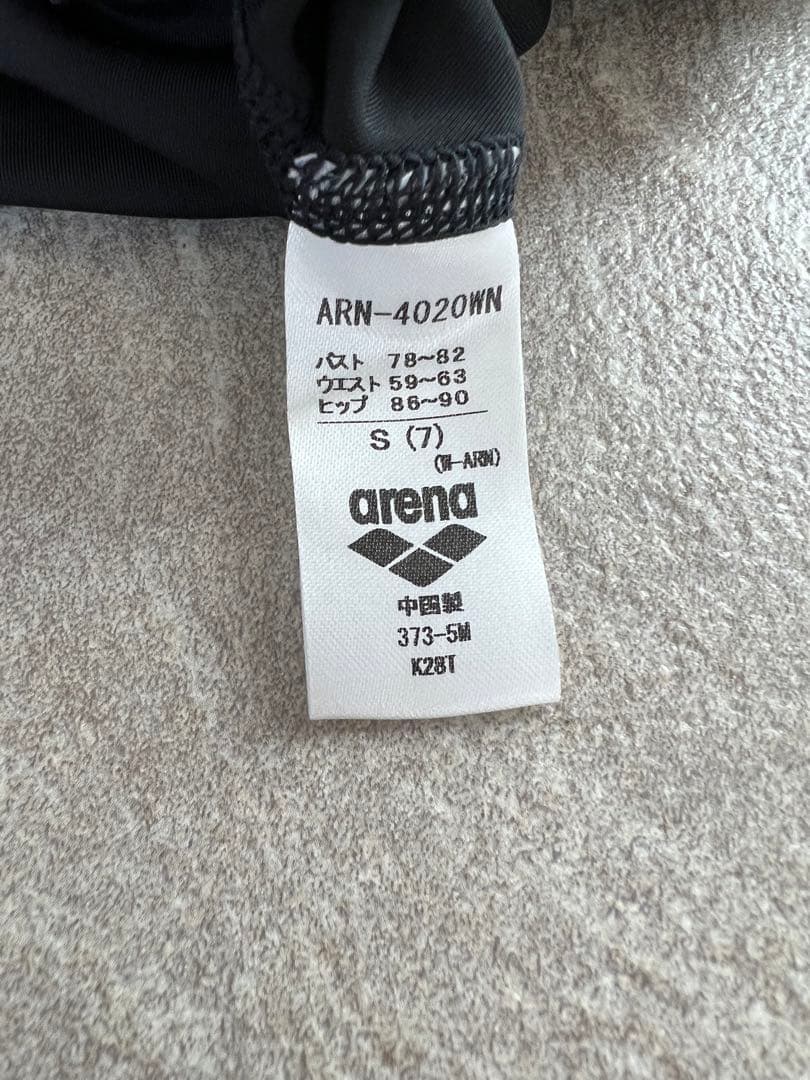 ARN-4020WN
バスト 78～82
ウエスト 59～63
ヒップ 86～90
S (7)
(W-ARN)
arena
中国製
373-5M
K28T